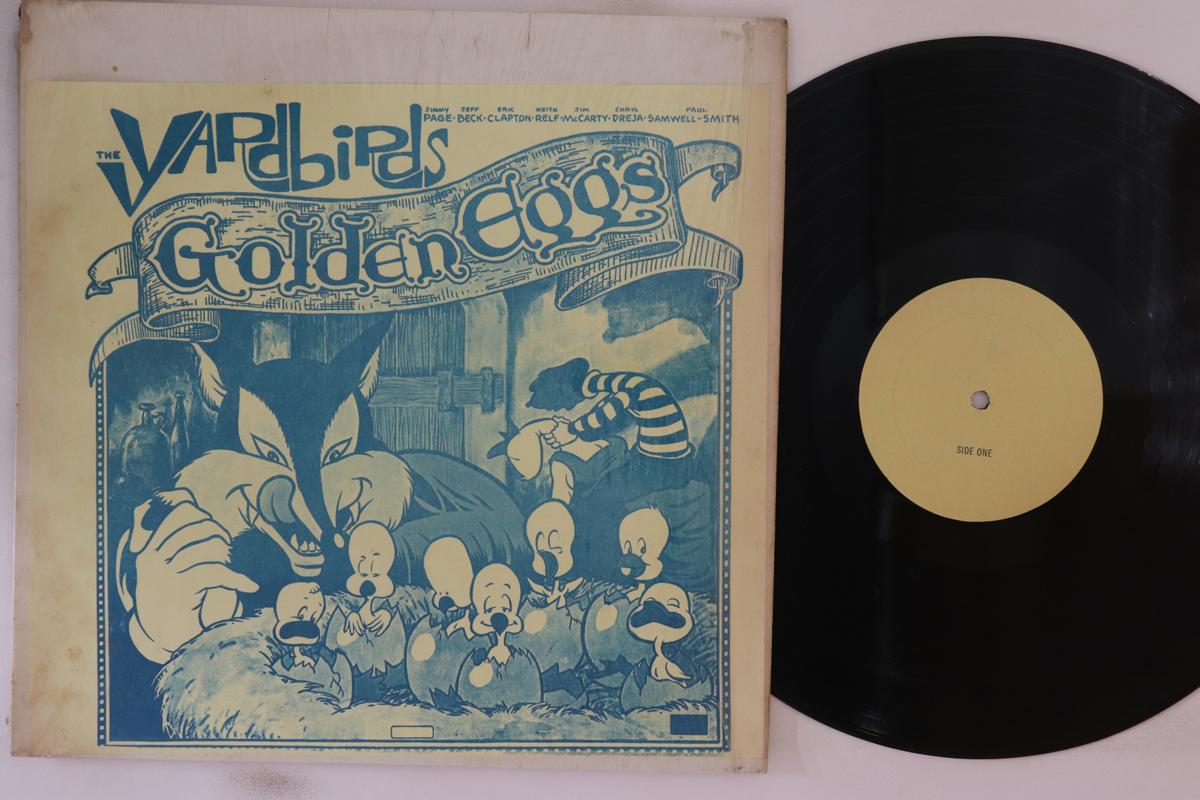 THE YARDBIRDS
JIMMY JEFF ERIC KEITH JIM CHRIS PAUL
PAGE·BECK·CLAPTON·RELF·McCARTY·DREJA·SAMWELL-SMITH
Golden Eggs
SIDE ONE